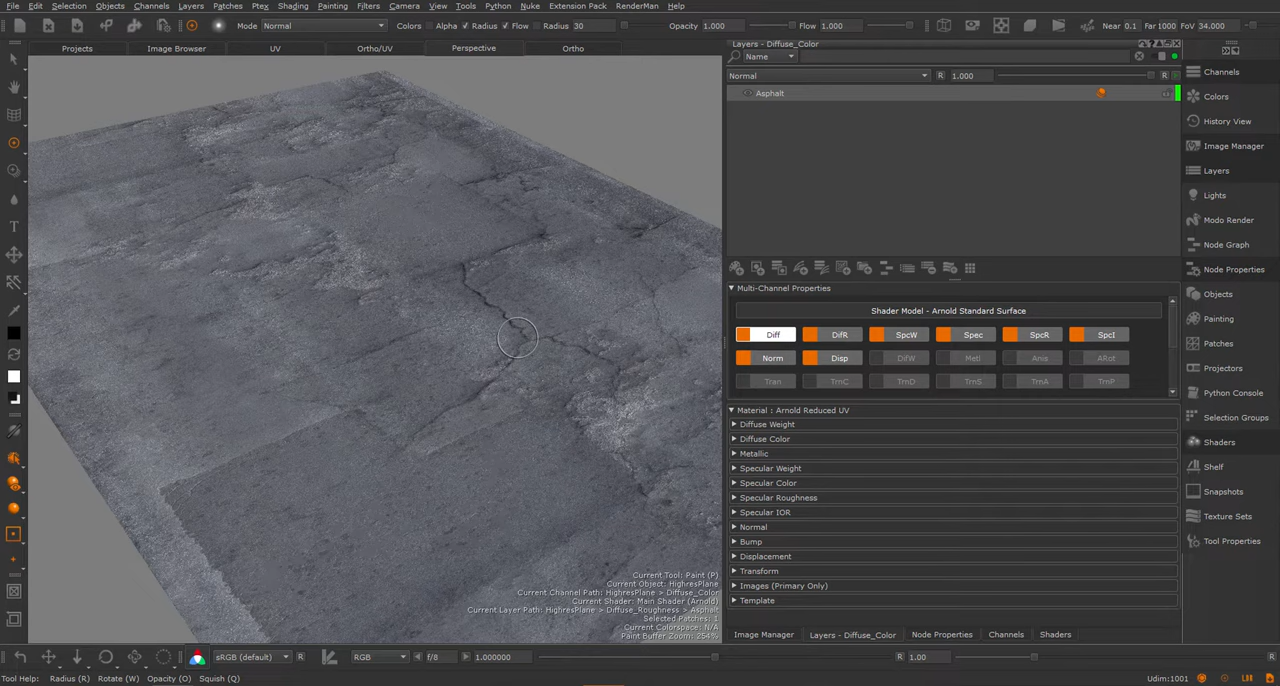 File Edit Selection Objects Channels Layers Patches Ptex Shading Painting Filters Camera View Tools Python Nuke Extension Pack RenderMan Help
Mode Normal Colors Alpha Radius Flow Radius 30 Opacity 1.000 Flow 1.000 Near 0.1 Far 1000 FoV 34.000
Projects Image Browser UV Ortho/UV Perspective Ortho
Layers - Diffuse_Color
Name
Normal R 1.000 R
Asphalt
Multi-Channel Properties
Shader Model - Arnold Standard Surface
Diff DifR SpcW Spec SpcR SpcI
Norm Disp DifW Metl Anis ARot
Tran TrnC TrnD TrnS TrnA TrnP
Material : Arnold Reduced UV
Diffuse Weight
Diffuse Color
Metallic
Specular Weight
Specular Color
Specular Roughness
Specular IOR
Normal
Bump
Displacement
Transform
Images (Primary Only)
Template
Image Manager Layers - Diffuse_Color Node Properties Channels Shaders
Channels
Colors
History View
Image Manager
Layers
Lights
Modo Render
Node Graph
Node Properties
Objects
Painting
Patches
Projectors
Python Console
Selection Groups
Shaders
Shelf
Snapshots
Texture Sets
Tool Properties
Current Tool: Paint (P)
Current Object: HighresPlane
Current Channel Path: HighresPlane > Diffuse_Color
Current Shader: Main Shader (Arnold)
Current Layer Path: HighresPlane > Diffuse_Roughness > Asphalt
Selected Patches: 1
Current Colorspace: N/A
Paint Buffer Zoom: 254%
sRGB (default) R RGB f/8 1.000000 R 1.00 R
Tool Help: Radius (R) Rotate (W) Opacity (O) Squish (Q) Udim:1001